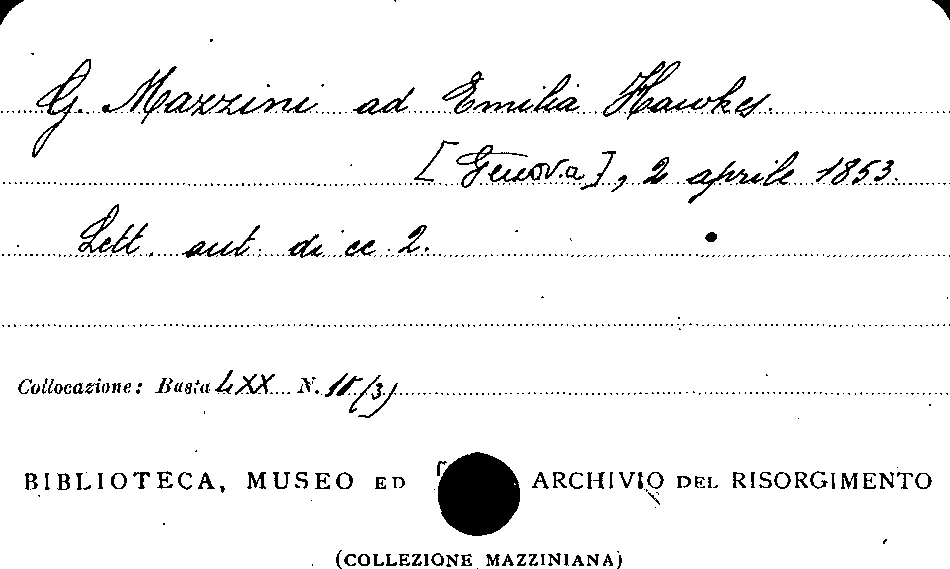 G. Mazzini ad Emilia Hawkes.
[Genova], 2 aprile 1853.
Lett. aut. di cc 2.
Collocazione: Busta LXX N. 18 (3)
BIBLIOTECA, MUSEO ED ARCHIVIO DEL RISORGIMENTO
(COLLEZIONE MAZZINIANA)